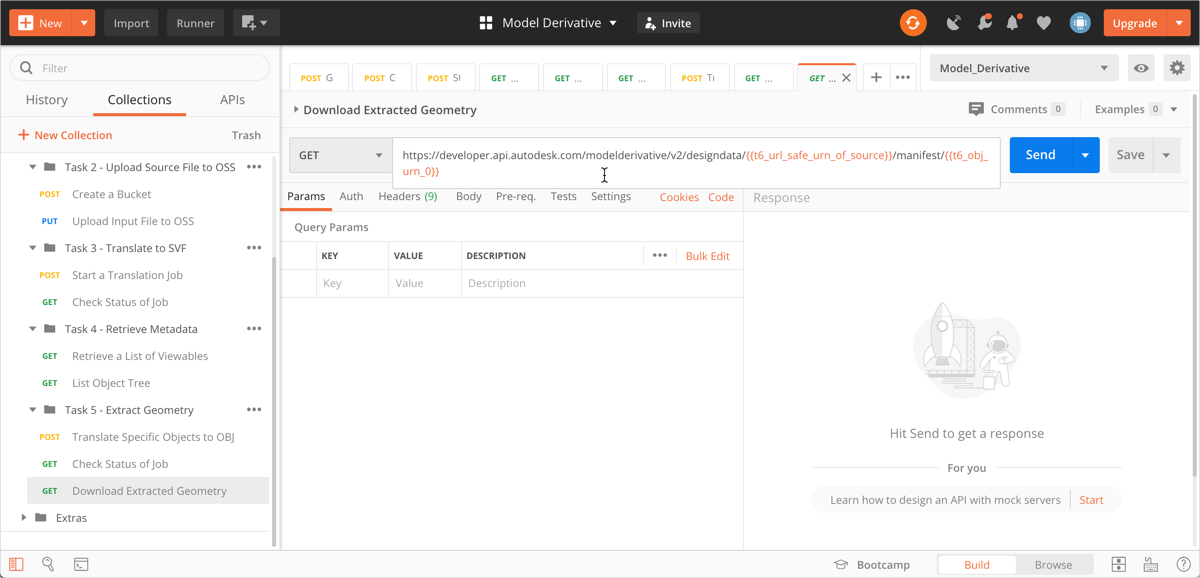 New
Import
Runner
Model Derivative
Invite
Upgrade
Filter
History
Collections
APIs
New Collection
Trash
Task 2 - Upload Source File to OSS
POST Create a Bucket
PUT Upload Input File to OSS
Task 3 - Translate to SVF
POST Start a Translation Job
GET Check Status of Job
Task 4 - Retrieve Metadata
GET Retrieve a List of Viewables
GET List Object Tree
Task 5 - Extract Geometry
POST Translate Specific Objects to OBJ
GET Check Status of Job
GET Download Extracted Geometry
Extras
POST G
POST C
POST St
GET ...
GET ...
GET ...
POST Ti
GET ...
GET ...
Model_Derivative
Download Extracted Geometry
Comments 0
Examples 0
GET
https://developer.api.autodesk.com/modelderivative/v2/designdata/{{t6_url_safe_urn_of_source}}/manifest/{{t6_obj_
urn_0}}
Send
Save
Params
Auth
Headers (9)
Body
Pre-req.
Tests
Settings
Cookies
Code
Response
Query Params
KEY
VALUE
DESCRIPTION
Bulk Edit
Key
Value
Description
Hit Send to get a response
For you
Learn how to design an API with mock servers
Start
Bootcamp
Build
Browse